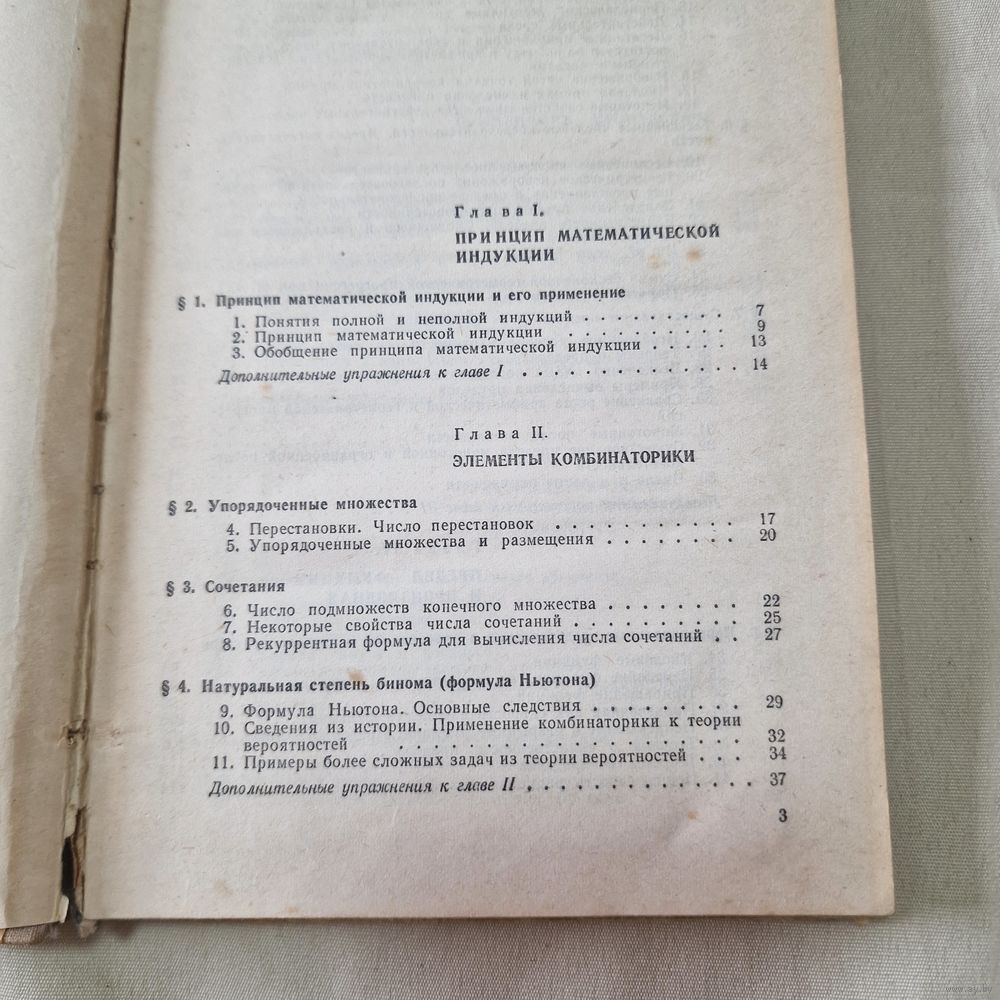 Глава I.
ПРИНЦИП МАТЕМАТИЧЕСКОЙ
ИНДУКЦИИ
§ 1. Принцип математической индукции и его применение
1. Понятия полной и неполной индукций . . . . . . . . . 7
2. Принцип математической индукции . . . . . . . . . . 9
3. Обобщение принципа математической индукции . . . . . 13
Дополнительные упражнения к главе I . . . . . . . . . . . . . 14
Глава II.
ЭЛЕМЕНТЫ КОМБИНАТОРИКИ
§ 2. Упорядоченные множества
4. Перестановки. Число перестановок . . . . . . . . . . . 17
5. Упорядоченные множества и размещения . . . . . . . . 20
§ 3. Сочетания
6. Число подмножеств конечного множества . . . . . . . . 22
7. Некоторые свойства числа сочетаний . . . . . . . . . . 25
8. Рекуррентная формула для вычисления числа сочетаний . . 27
§ 4. Натуральная степень бинома (формула Ньютона)
9. Формула Ньютона. Основные следствия . . . . . . . . . 29
10. Сведения из истории. Применение комбинаторики к теории
вероятностей . . . . . . . . . . . . . . . . . . . . 32
11. Примеры более сложных задач из теории вероятностей . . . 34
Дополнительные упражнения к главе II . . . . . . . . . . . . . 37
3
www.ay.by